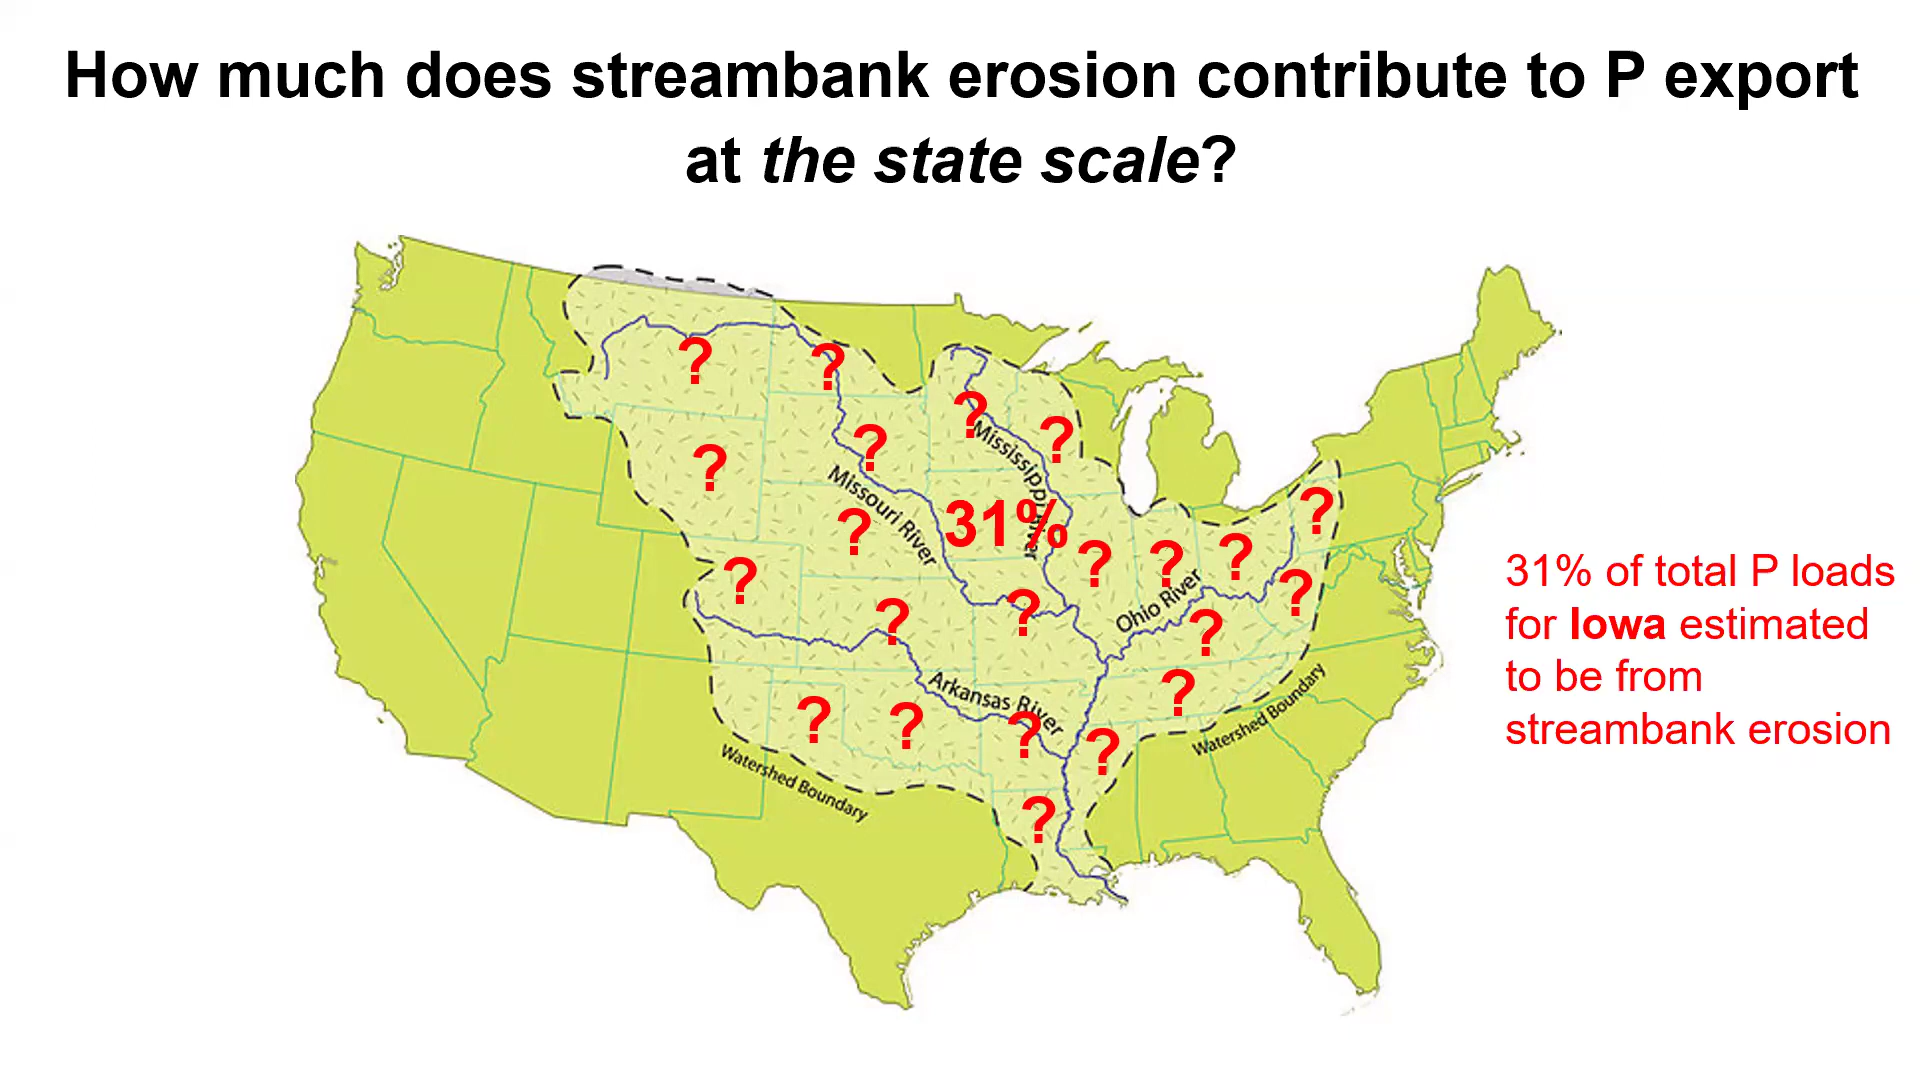 How much does streambank erosion contribute to P export
at the state scale?
?
?
?
?
?
?
Mississippi River
Missouri River
31%
?
?
?
?
?
?
?
Ohio River
?
?
?
?
?
Arkansas River
?
?
?
?
?
Watershed Boundary
Watershed Boundary
31% of total P loads
for Iowa estimated
to be from
streambank erosion